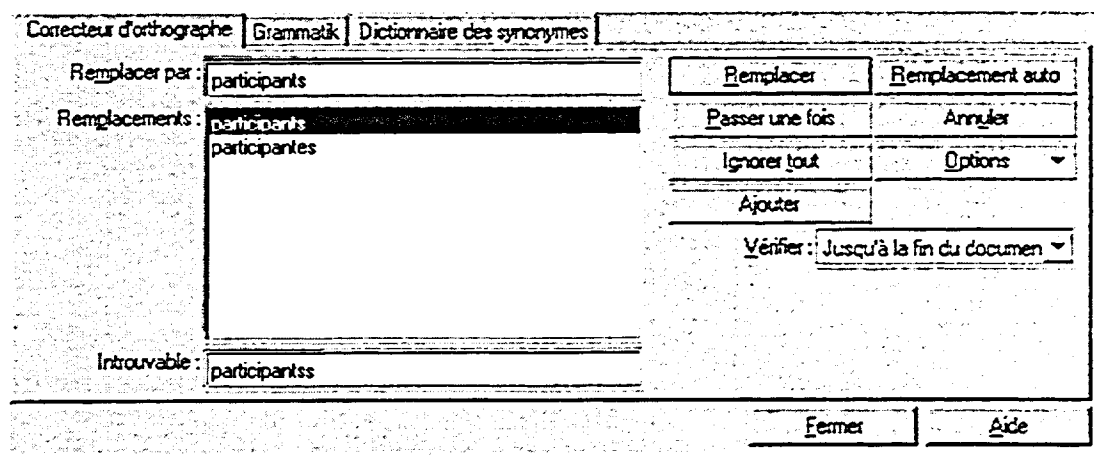 Correcteur d'orthographe Grammatik Dictionnaire des synonymes
Remplacer par : participants Remplacer Remplacement auto
Remplacements : participants Passer une fois Annuler
participantes Ignorer tout Options
Ajouter
Vérifier : Jusqu'à la fin du documen
Introuvable : participantss
Fermer Aide